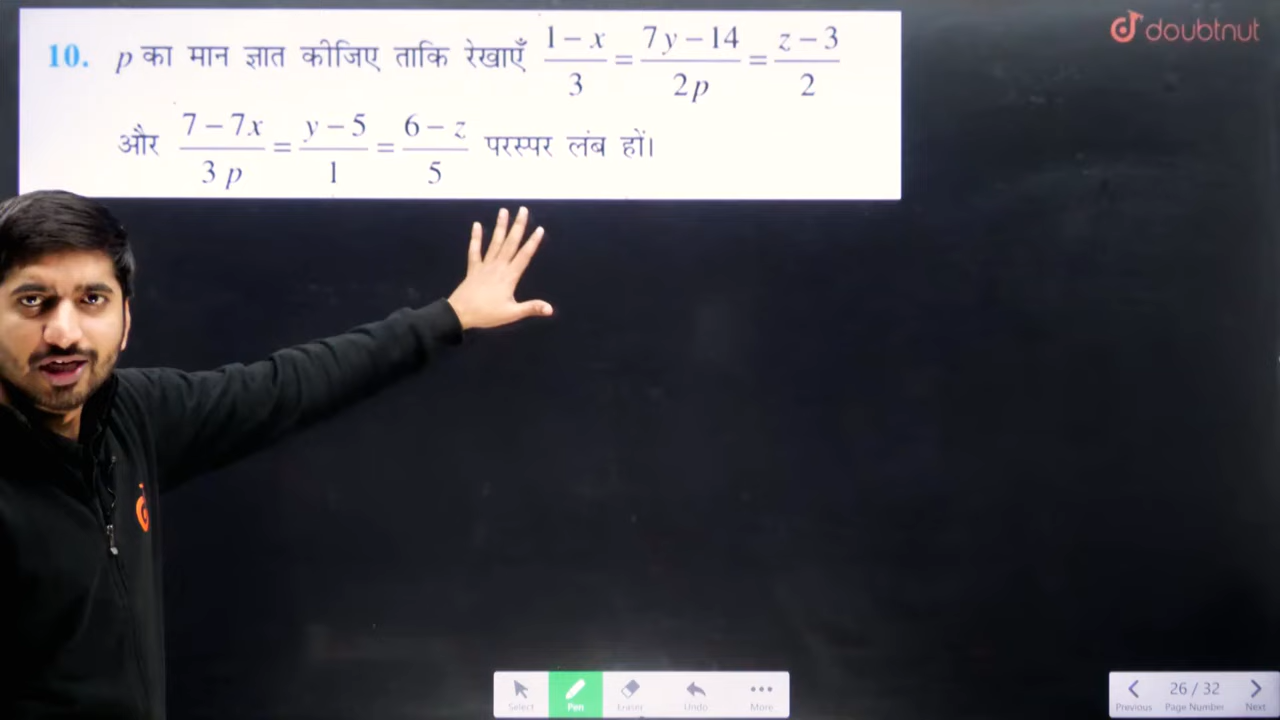 doubtnut
10. p का मान ज्ञात कीजिए ताकि रेखाएँ (1 – x)/3 = (7y – 14)/2p = (z – 3)/2
और (7 – 7x)/3p = (y – 5)/1 = (6 – z)/5 परस्पर लंब हों।
Select Pen Eraser Undo More
26 / 32
Previous Page Number Next